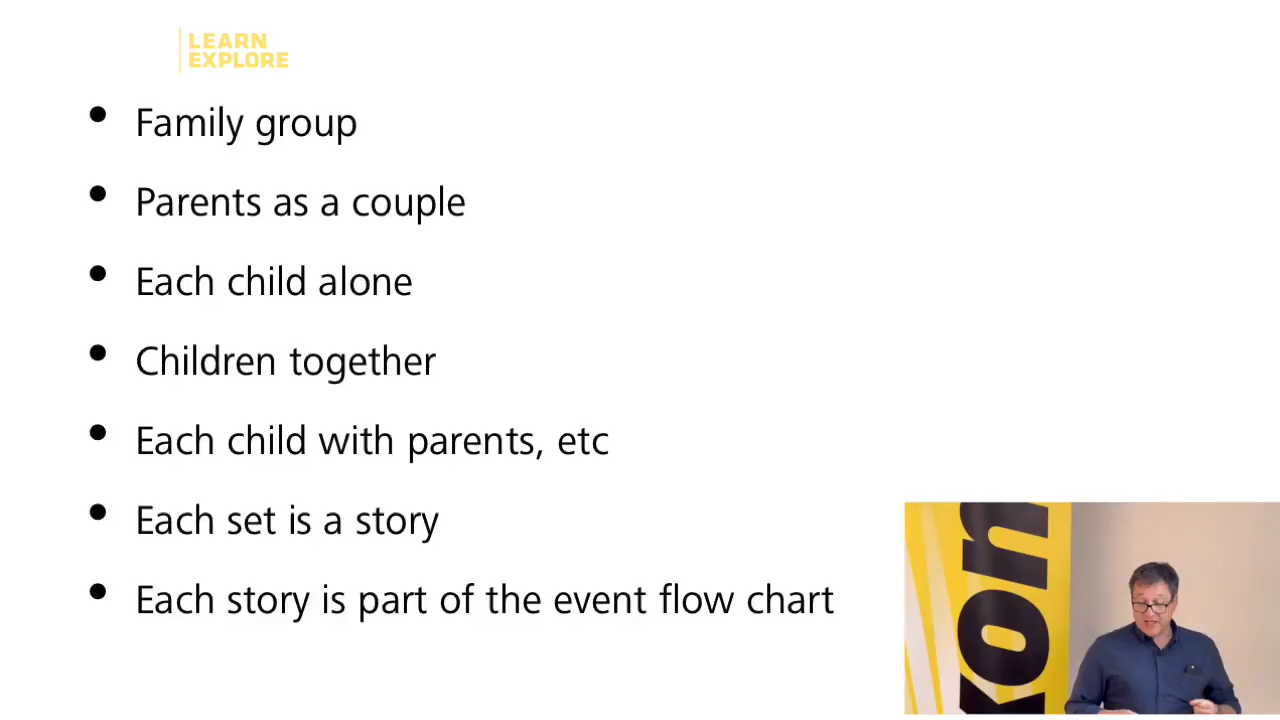 LEARN
EXPLORE
• Family group
• Parents as a couple
• Each child alone
• Children together
• Each child with parents, etc
• Each set is a story
• Each story is part of the event flow chart
kon